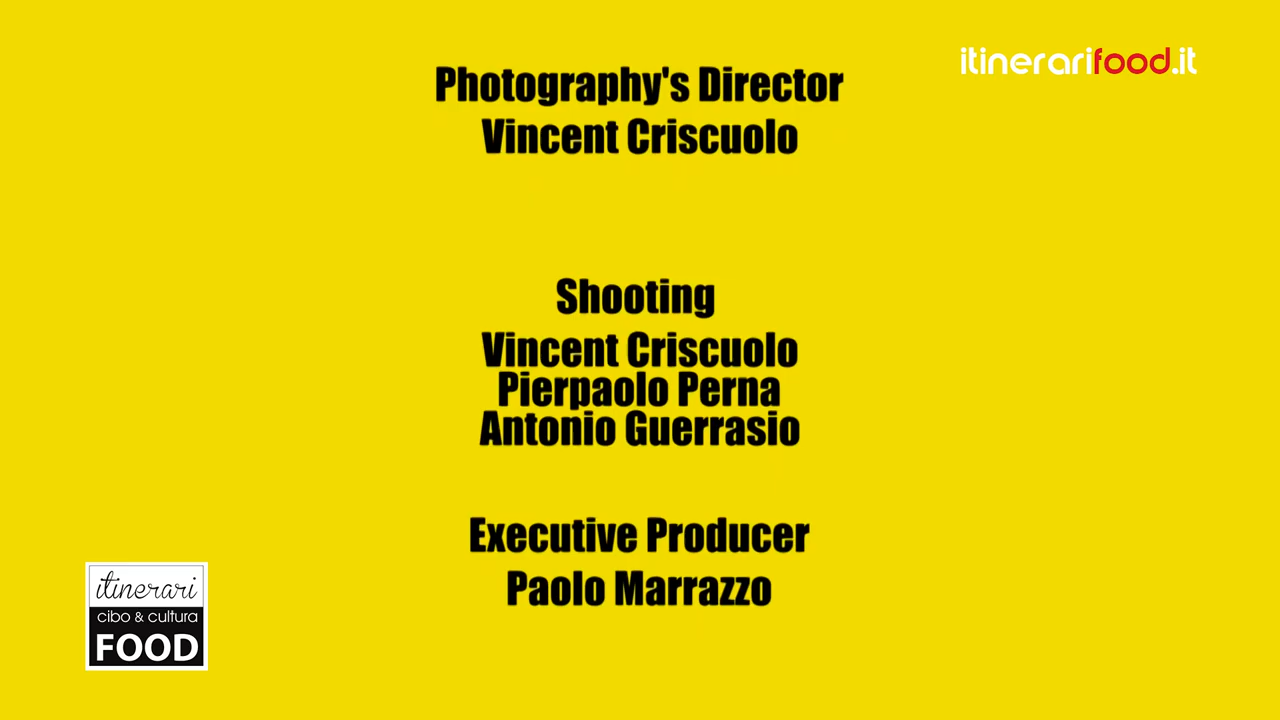 itinerarifood.it
Photography's Director
Vincent Criscuolo
Shooting
Vincent Criscuolo
Pierpaolo Perna
Antonio Guerrasio
Executive Producer
Paolo Marrazzo
itinerari
cibo & cultura
FOOD